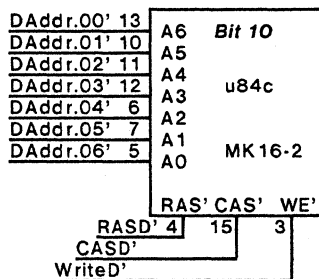 DAddr.00' 13 A6 Bit 10
DAddr.01' 10 A5
DAddr.02' 11 A4 u84c
DAddr.03' 12 A3
DAddr.04' 6 A2
DAddr.05' 7 A1 MK16-2
DAddr.06' 5 A0
RAS' CAS' WE'
RASD' 4 15 3
CASD'
WriteD'